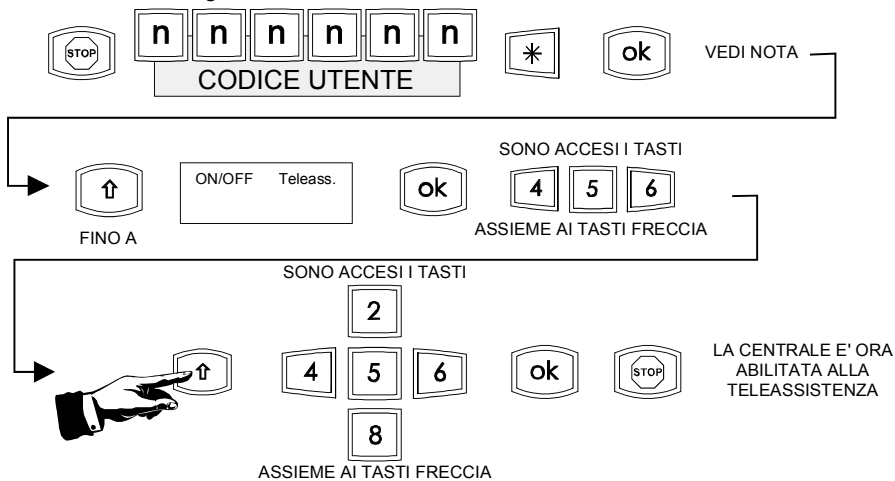 STOP n n n n n n * ok VEDI NOTA
CODICE UTENTE
SONO ACCESI I TASTI
ON/OFF Teleass. ok 4 5 6
FINO A
ASSIEME AI TASTI FRECCIA
SONO ACCESI I TASTI
2
4 5 6 ok STOP
LA CENTRALE E' ORA
ABILITATA ALLA
TELEASSISTENZA
8
ASSIEME AI TASTI FRECCIA